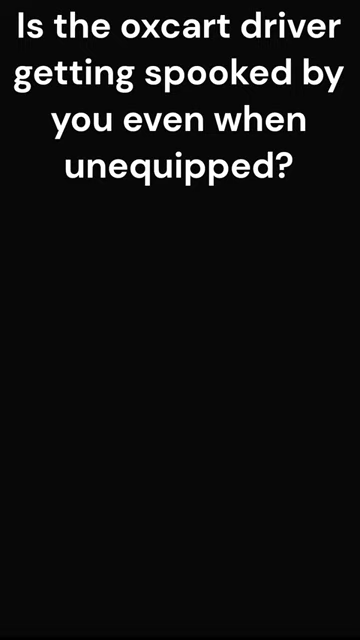 Is the oxcart driver
getting spooked by
you even when
unequipped?